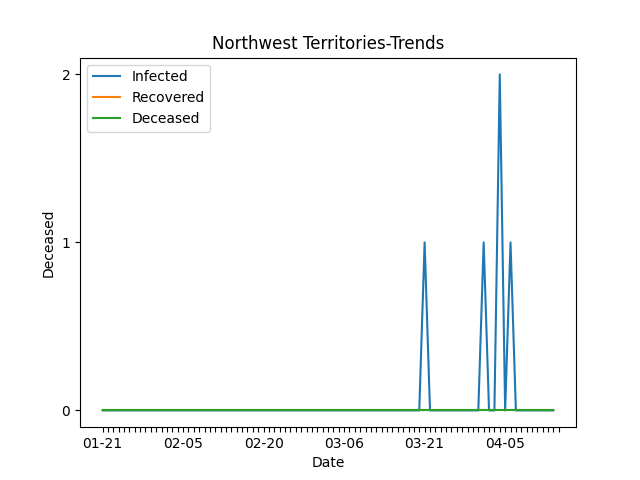 Northwest Territories-Trends
Infected
Recovered
Deceased
2
1
0
Deceased
01-21 02-05 02-20 03-06 03-21 04-05
Date